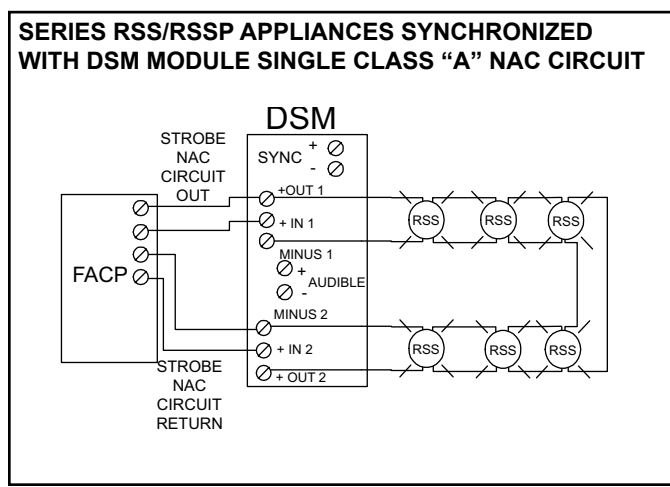 SERIES RSS/RSSP APPLIANCES SYNCHRONIZED
WITH DSM MODULE SINGLE CLASS “A” NAC CIRCUIT
DSM
STROBE
NAC
CIRCUIT
OUT
SYNC + -
+OUT 1
+ IN 1
MINUS 1
+
AUDIBLE
-
MINUS 2
+ IN 2
+ OUT 2
FACP
STROBE
NAC
CIRCUIT
RETURN
RSS RSS RSS
RSS RSS RSS